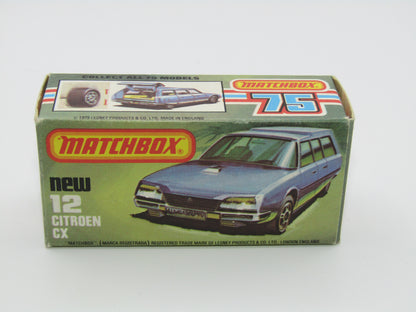 COLLECT ALL 75 MODELS
© 1979 LESNEY PRODUCTS & CO. LTD. MADE IN ENGLAND
MATCHBOX
75
MATCHBOX
new
12
CITROEN
CX
MATCHBOX (MARCA REGISTRADA) REGISTERED TRADE MARK OF LESNEY PRODUCTS & CO. LTD., LONDON ENGLAND